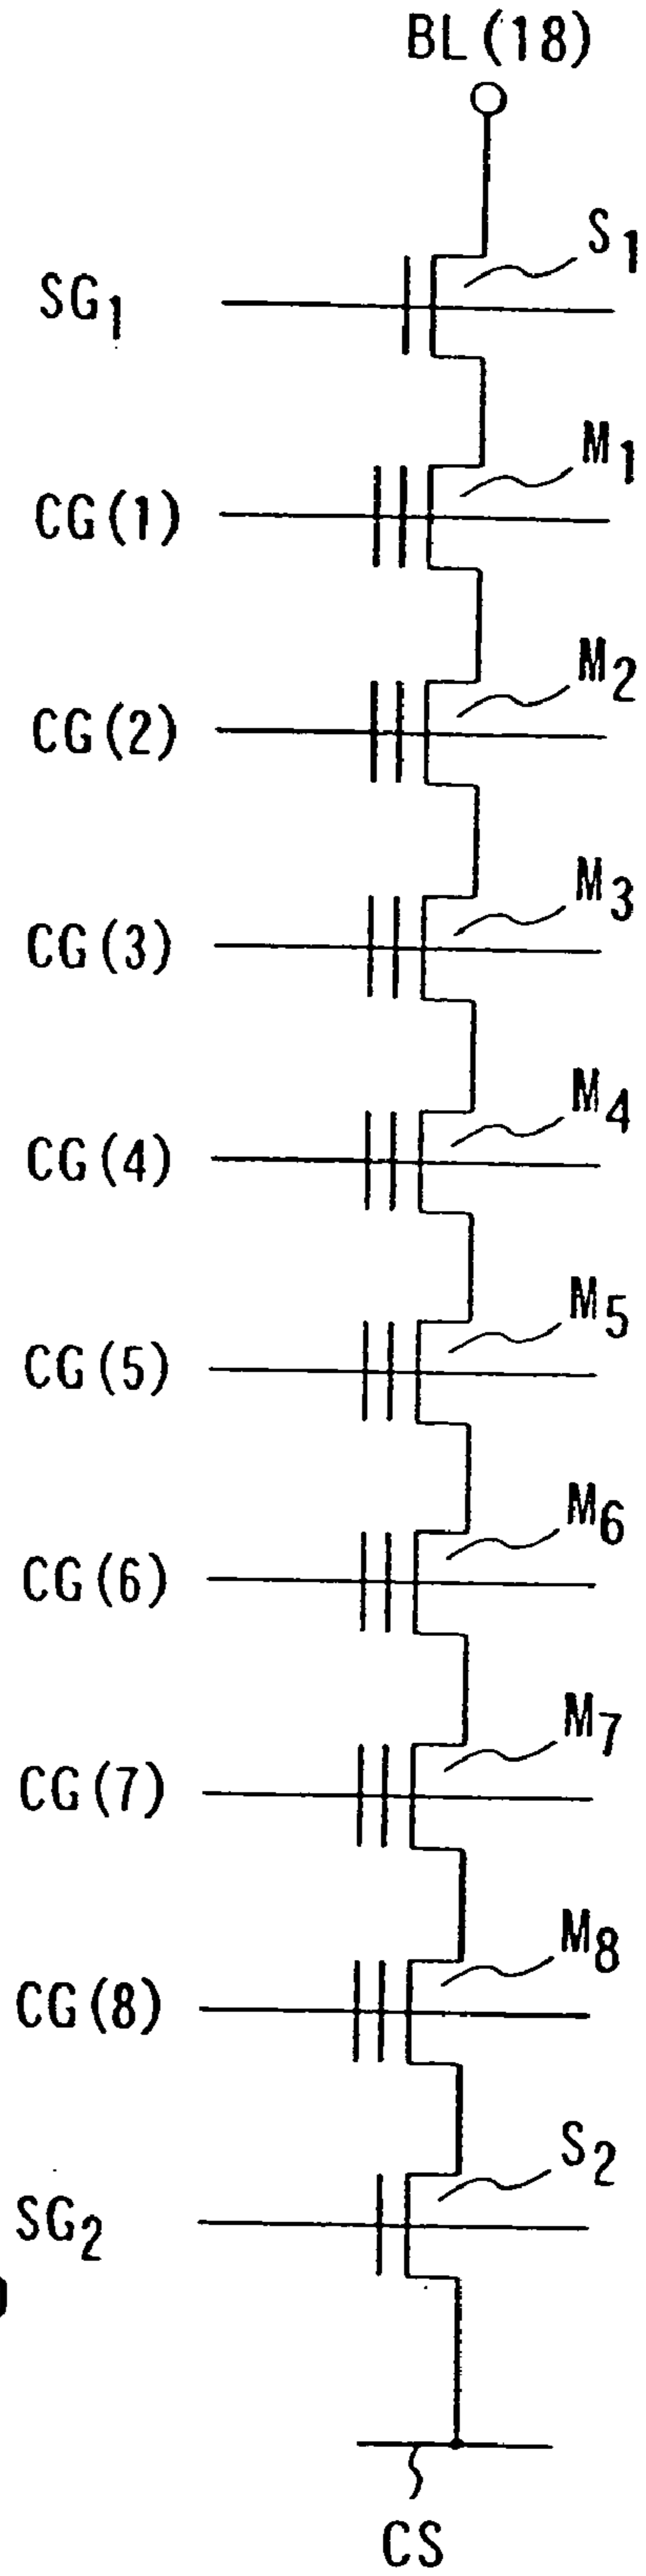 BL(18)
S1
SG1
M1
CG(1)
M2
CG(2)
M3
CG(3)
M4
CG(4)
M5
CG(5)
M6
CG(6)
M7
CG(7)
M8
CG(8)
S2
SG2
CS